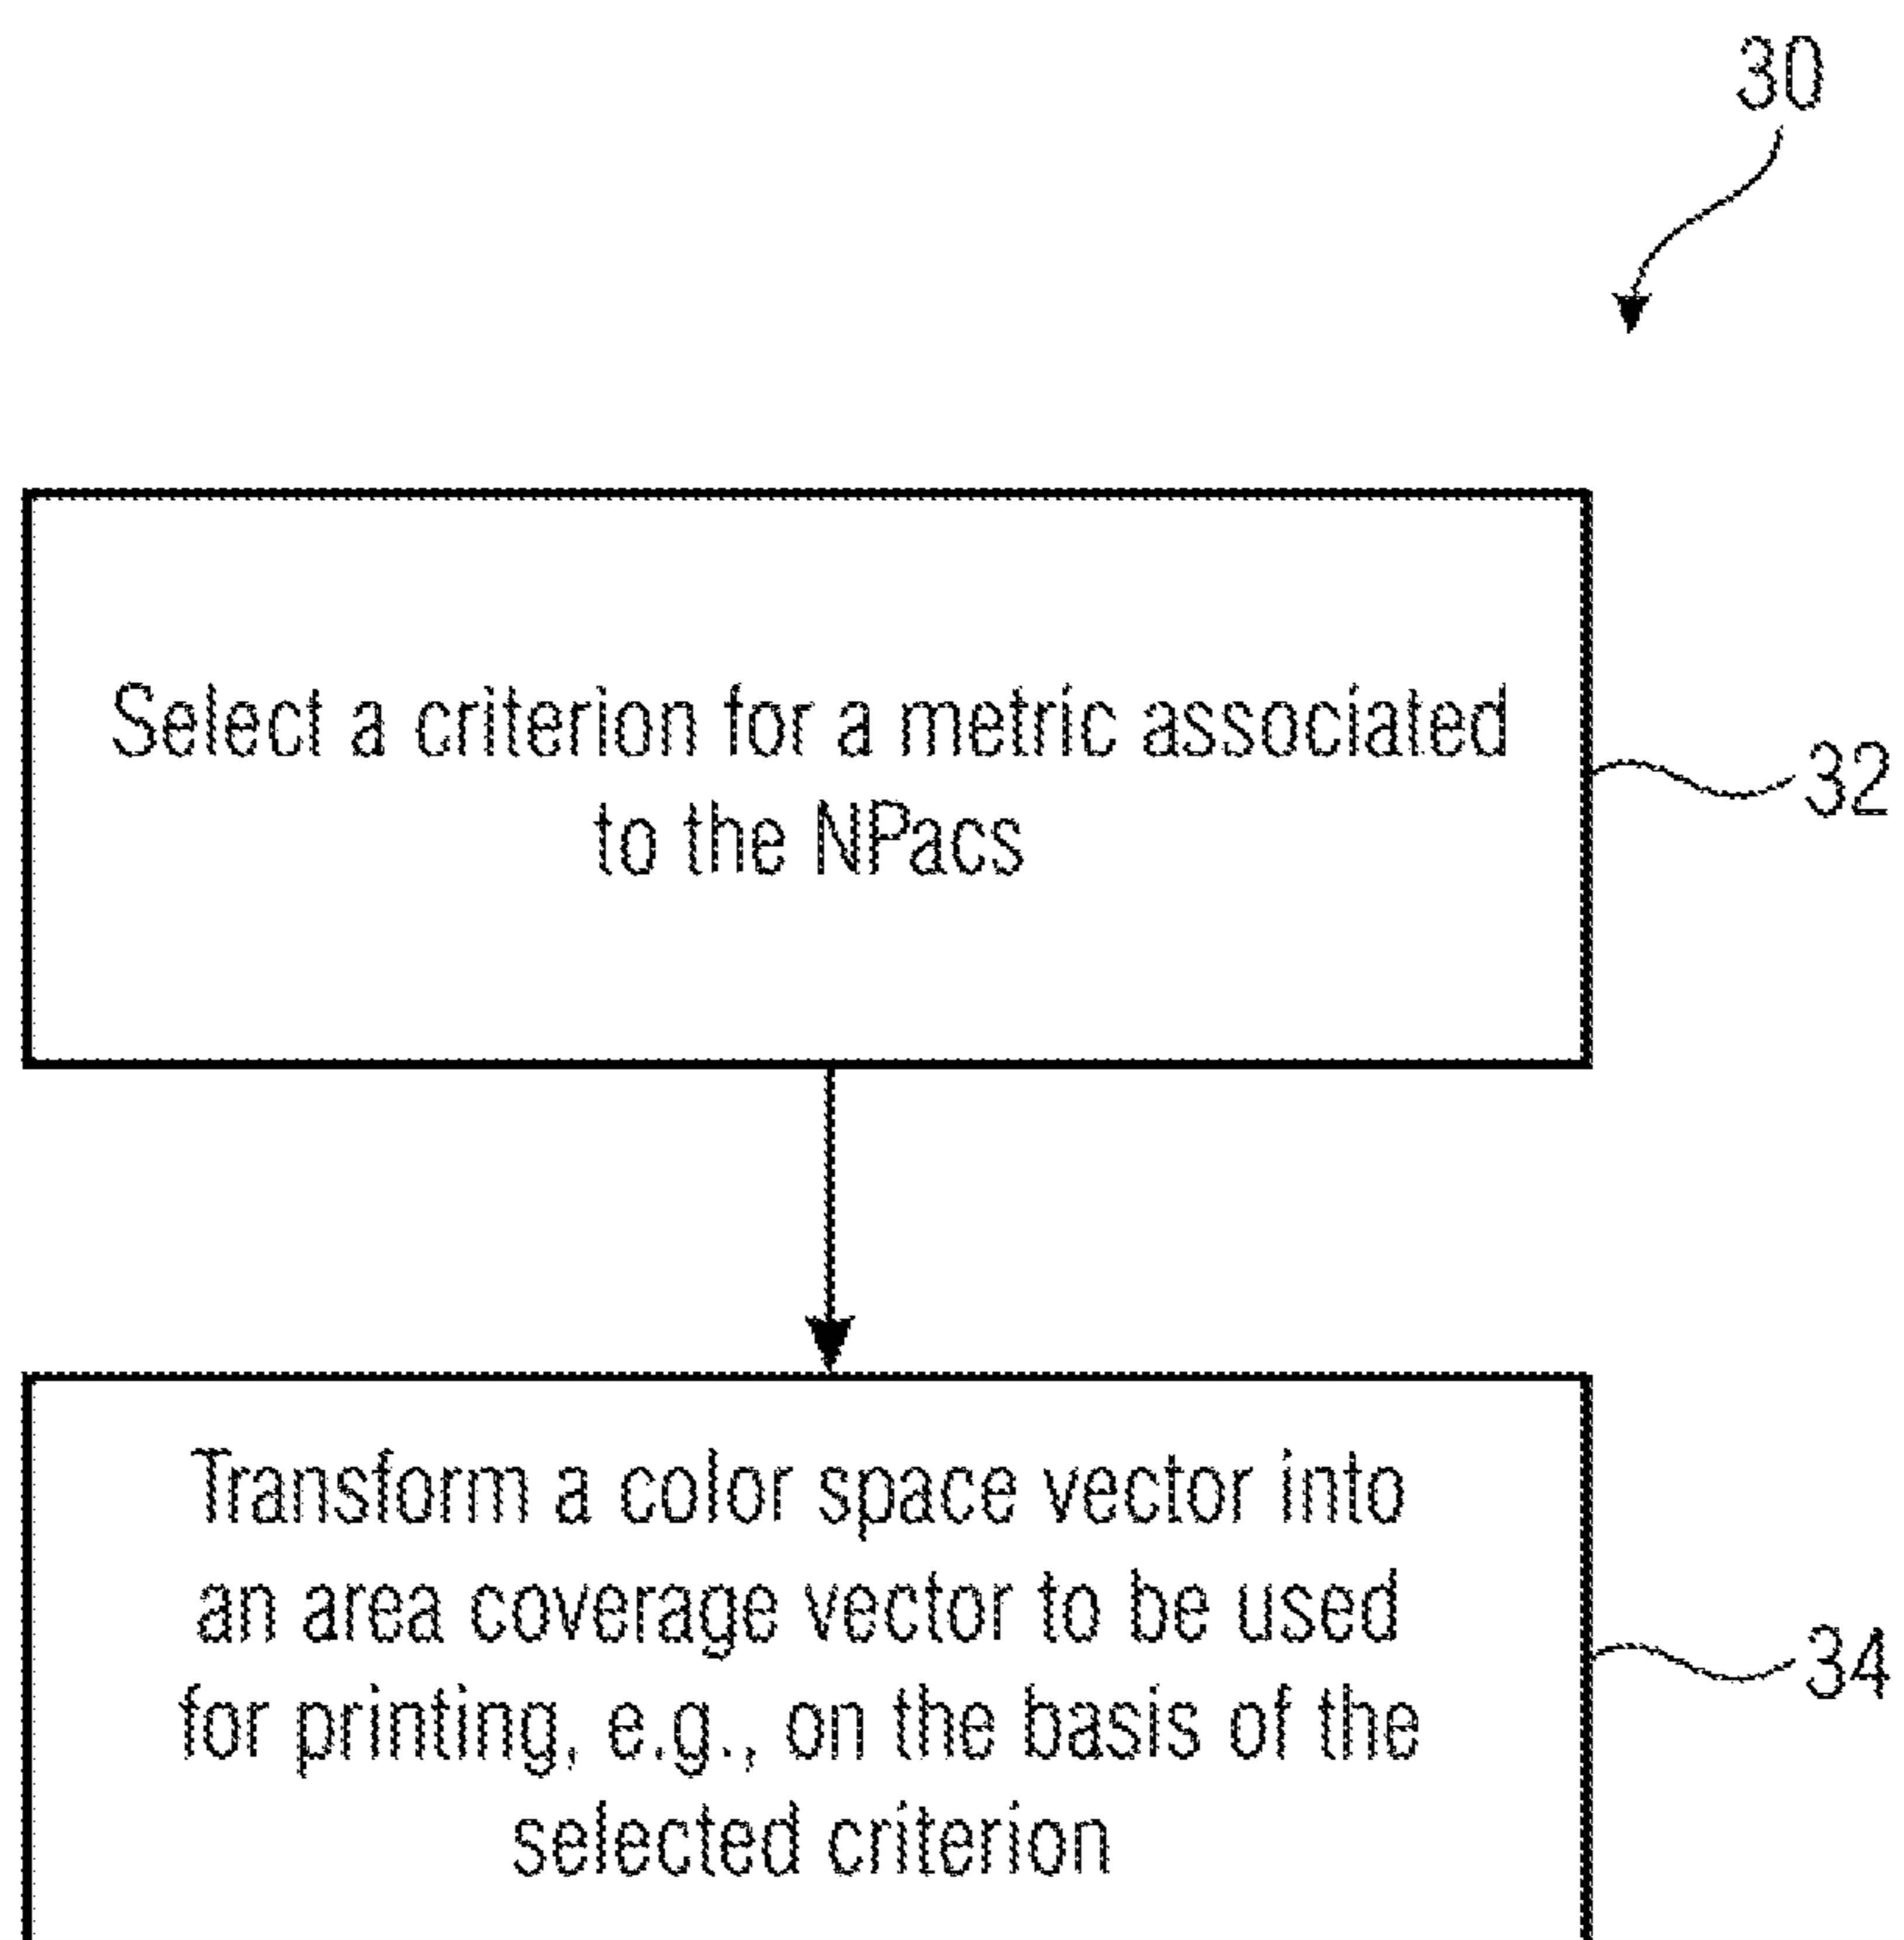 30
Select a criterion for a metric associated
to the NPacs
32
Transform a color space vector into
an area coverage vector to be used
for printing, e.g., on the basis of the
selected criterion
34